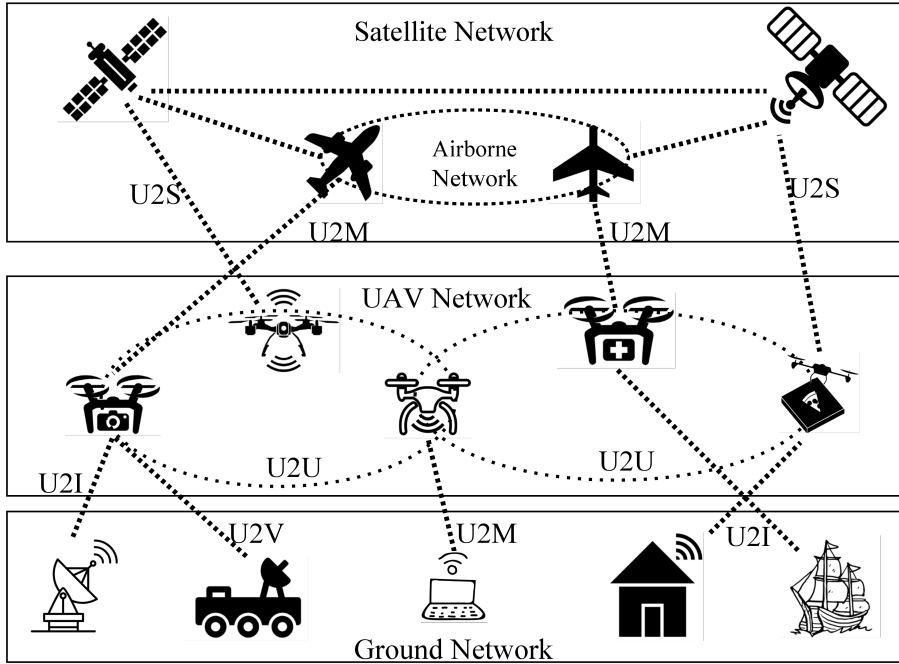 Satellite Network
Airborne
Network
U2S
U2S
U2M
U2M
UAV Network
U2I
U2U
U2U
U2V
U2M
U2I
Ground Network